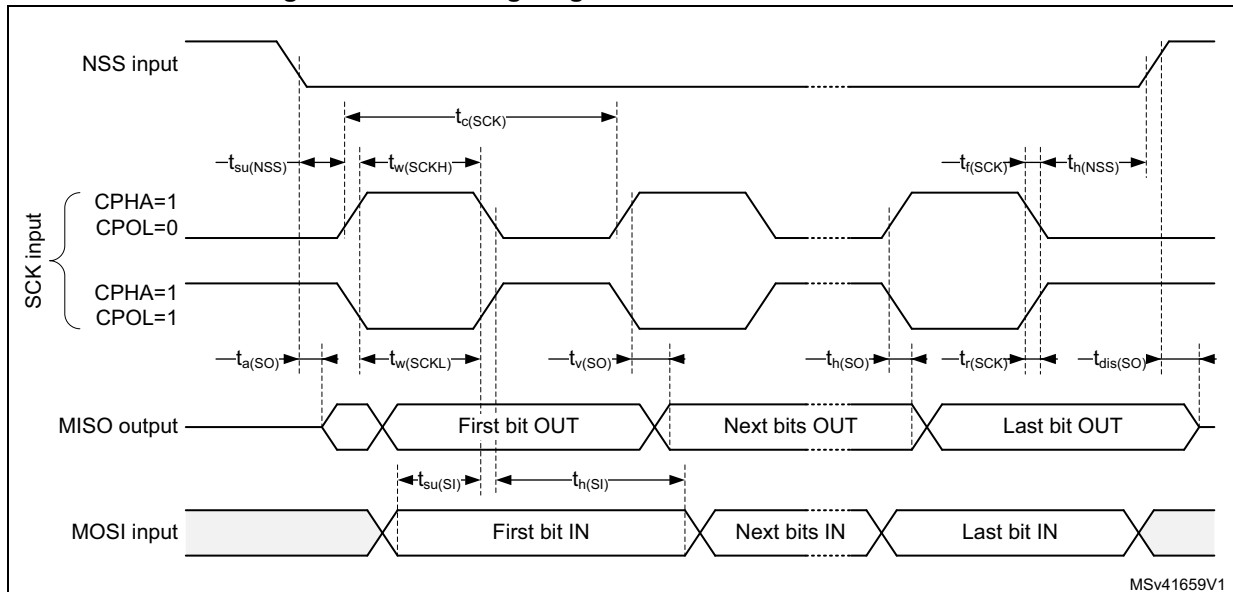 NSS input
tc(SCK)
tsu(NSS) tw(SCKH) tf(SCK) th(NSS)
SCK input
CPHA=1
CPOL=0
CPHA=1
CPOL=1
ta(SO) tw(SCKL) tv(SO) th(SO) tr(SCK) tdis(SO)
MISO output First bit OUT Next bits OUT Last bit OUT
tsu(SI) th(SI)
MOSI input First bit IN Next bits IN Last bit IN
MSv41659V1